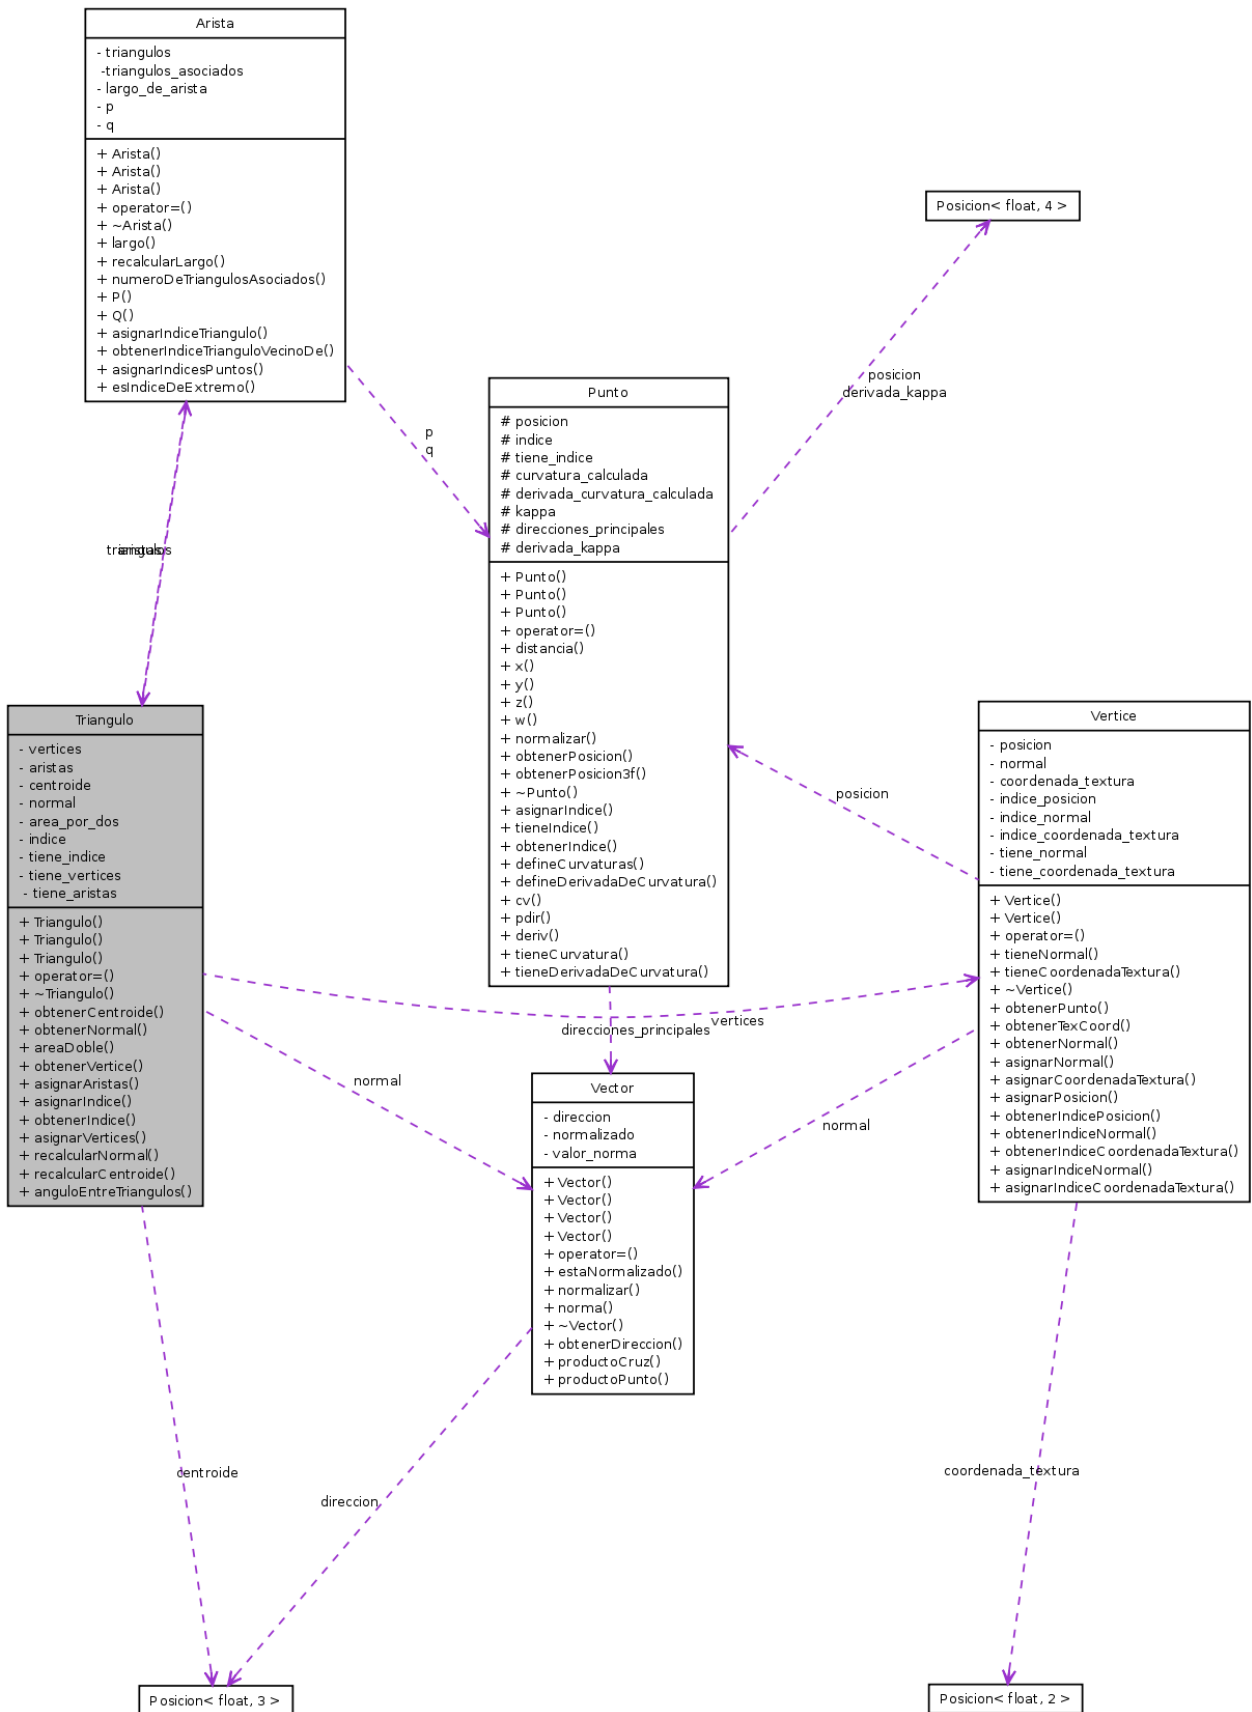 Arista
- triangulos
-triangulos_asociados
- largo_de_arista
- p
- q
+ Arista()
+ Arista()
+ Arista()
+ operator=()
+ ~Arista()
+ largo()
+ recalcularLargo()
+ numeroDeTriangulosAsociados()
+ P()
+ Q()
+ asignarIndiceTriangulo()
+ obtenerIndiceTrianguloVecinoDe()
+ asignarIndicesPuntos()
+ esIndiceDeExtremo()
Posicion< float, 4 >
posicion
derivada_kappa
p
q
Punto
# posicion
# indice
# tiene_indice
# curvatura_calculada
# derivada_curvatura_calculada
# kappa
# direcciones_principales
# derivada_kappa
+ Punto()
+ Punto()
+ Punto()
+ operator=()
+ distancia()
+ x()
+ y()
+ z()
+ w()
+ normalizar()
+ obtenerPosicion()
+ obtenerPosicion3f()
+ ~Punto()
+ asignarIndice()
+ tieneIndice()
+ obtenerIndice()
+ defineCurvaturas()
+ defineDerivadaDeCurvatura()
+ cv()
+ pdir()
+ deriv()
+ tieneCurvatura()
+ tieneDerivadaDeCurvatura()
Triangulo
- vertices
- aristas
- centroide
- normal
- area_por_dos
- indice
- tiene_indice
- tiene_vertices
- tiene_aristas
+ Triangulo()
+ Triangulo()
+ Triangulo()
+ operator=()
+ ~Triangulo()
+ obtenerCentroide()
+ obtenerNormal()
+ areaDoble()
+ obtenerVertice()
+ asignarAristas()
+ asignarIndice()
+ obtenerIndice()
+ asignarVertices()
+ recalcularNormal()
+ recalcularCentroide()
+ anguloEntreTriangulos()
Vertice
- posicion
- normal
- coordenada_textura
- indice_posicion
- indice_normal
- indice_coordenada_textura
- tiene_normal
- tiene_coordenada_textura
+ Vertice()
+ Vertice()
+ operator=()
+ tieneNormal()
+ tieneCoordenadaTextura()
+ ~Vertice()
+ obtenerPunto()
+ obtenerTexCoord()
+ obtenerNormal()
+ asignarNormal()
+ asignarCoordenadaTextura()
+ asignarPosicion()
+ obtenerIndicePosicion()
+ obtenerIndiceNormal()
+ obtenerIndiceCoordenadaTextura()
+ asignarIndiceNormal()
+ asignarIndiceCoordenadaTextura()
posicion
vertices
direcciones_principales
normal
normal
Vector
- direccion
- normalizado
- valor_norma
+ Vector()
+ Vector()
+ Vector()
+ Vector()
+ operator=()
+ estaNormalizado()
+ normalizar()
+ norma()
+ ~Vector()
+ obtenerDireccion()
+ productoCruz()
+ productoPunto()
centroide
direccion
coordenada_textura
Posicion< float, 3 >
Posicion< float, 2 >